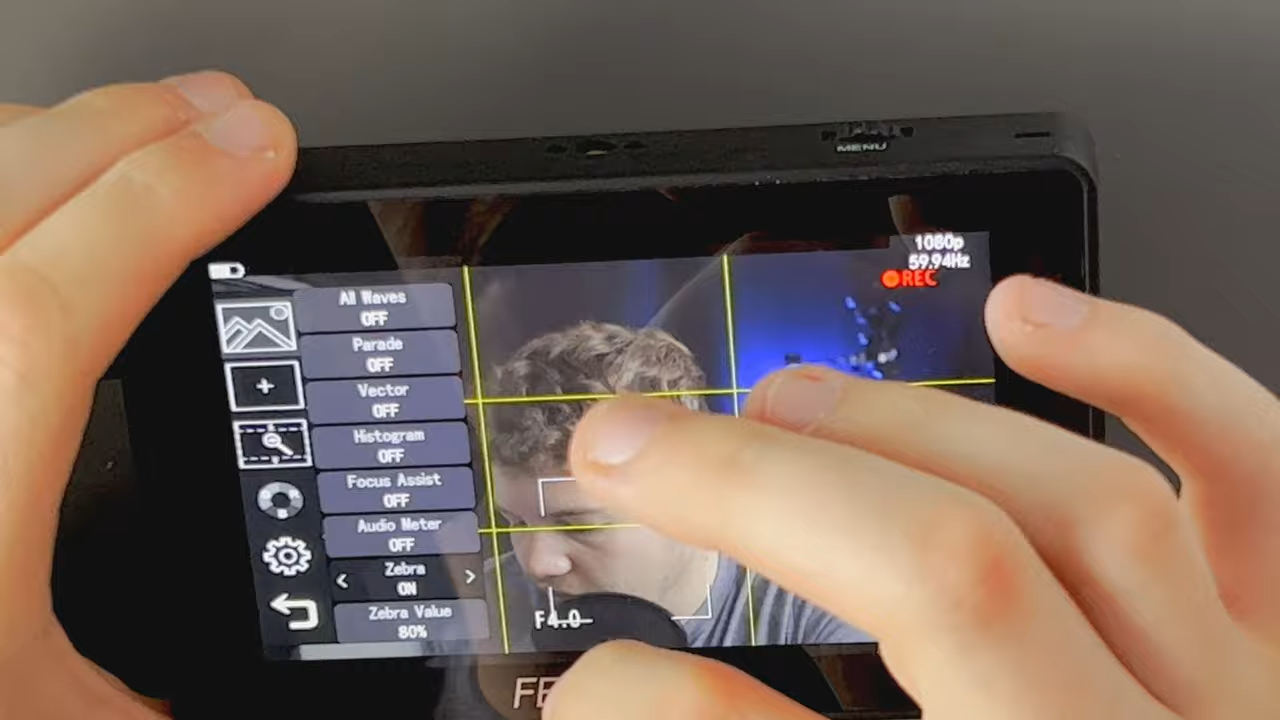 MENU
1080p
59.94Hz
REC
All Waves
OFF
Parade
OFF
Vector
OFF
Histogram
OFF
Focus Assist
OFF
Audio Meter
OFF
< Zebra >
ON
Zebra Value
80%
F4.0
FE